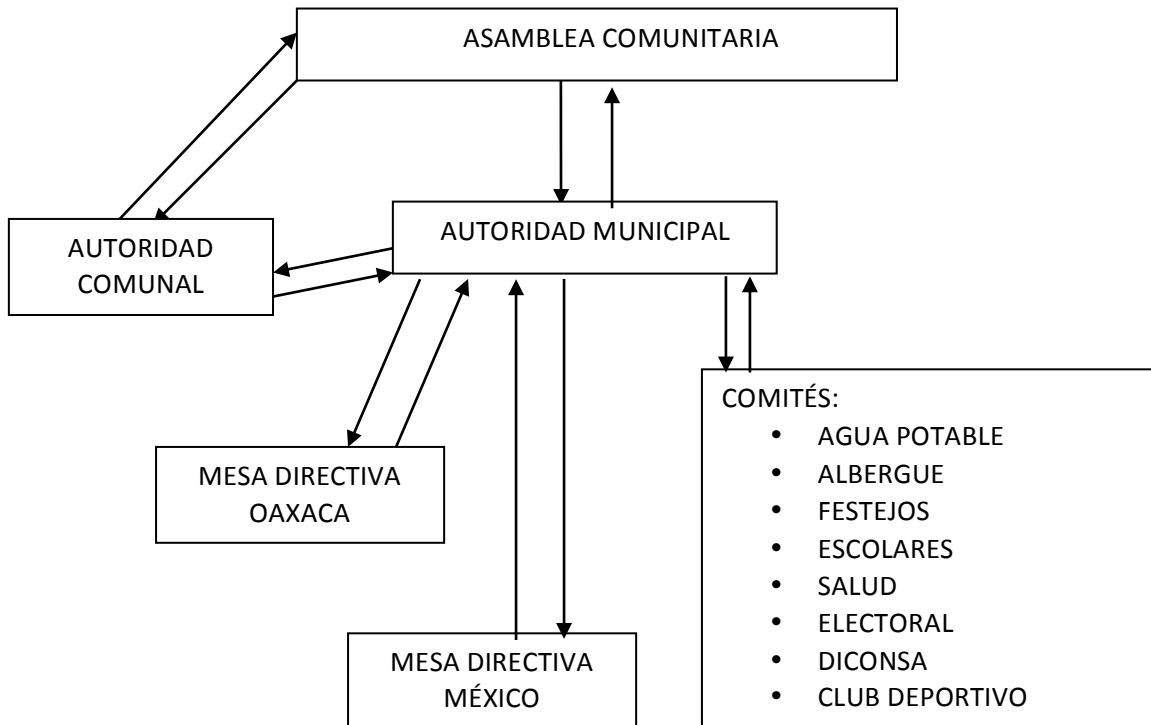 ASAMBLEA COMUNITARIA
AUTORIDAD MUNICIPAL
AUTORIDAD
COMUNAL
MESA DIRECTIVA
OAXACA
MESA DIRECTIVA
MÉXICO
COMITÉS:
• AGUA POTABLE
• ALBERGUE
• FESTEJOS
• ESCOLARES
• SALUD
• ELECTORAL
• DICONSA
• CLUB DEPORTIVO